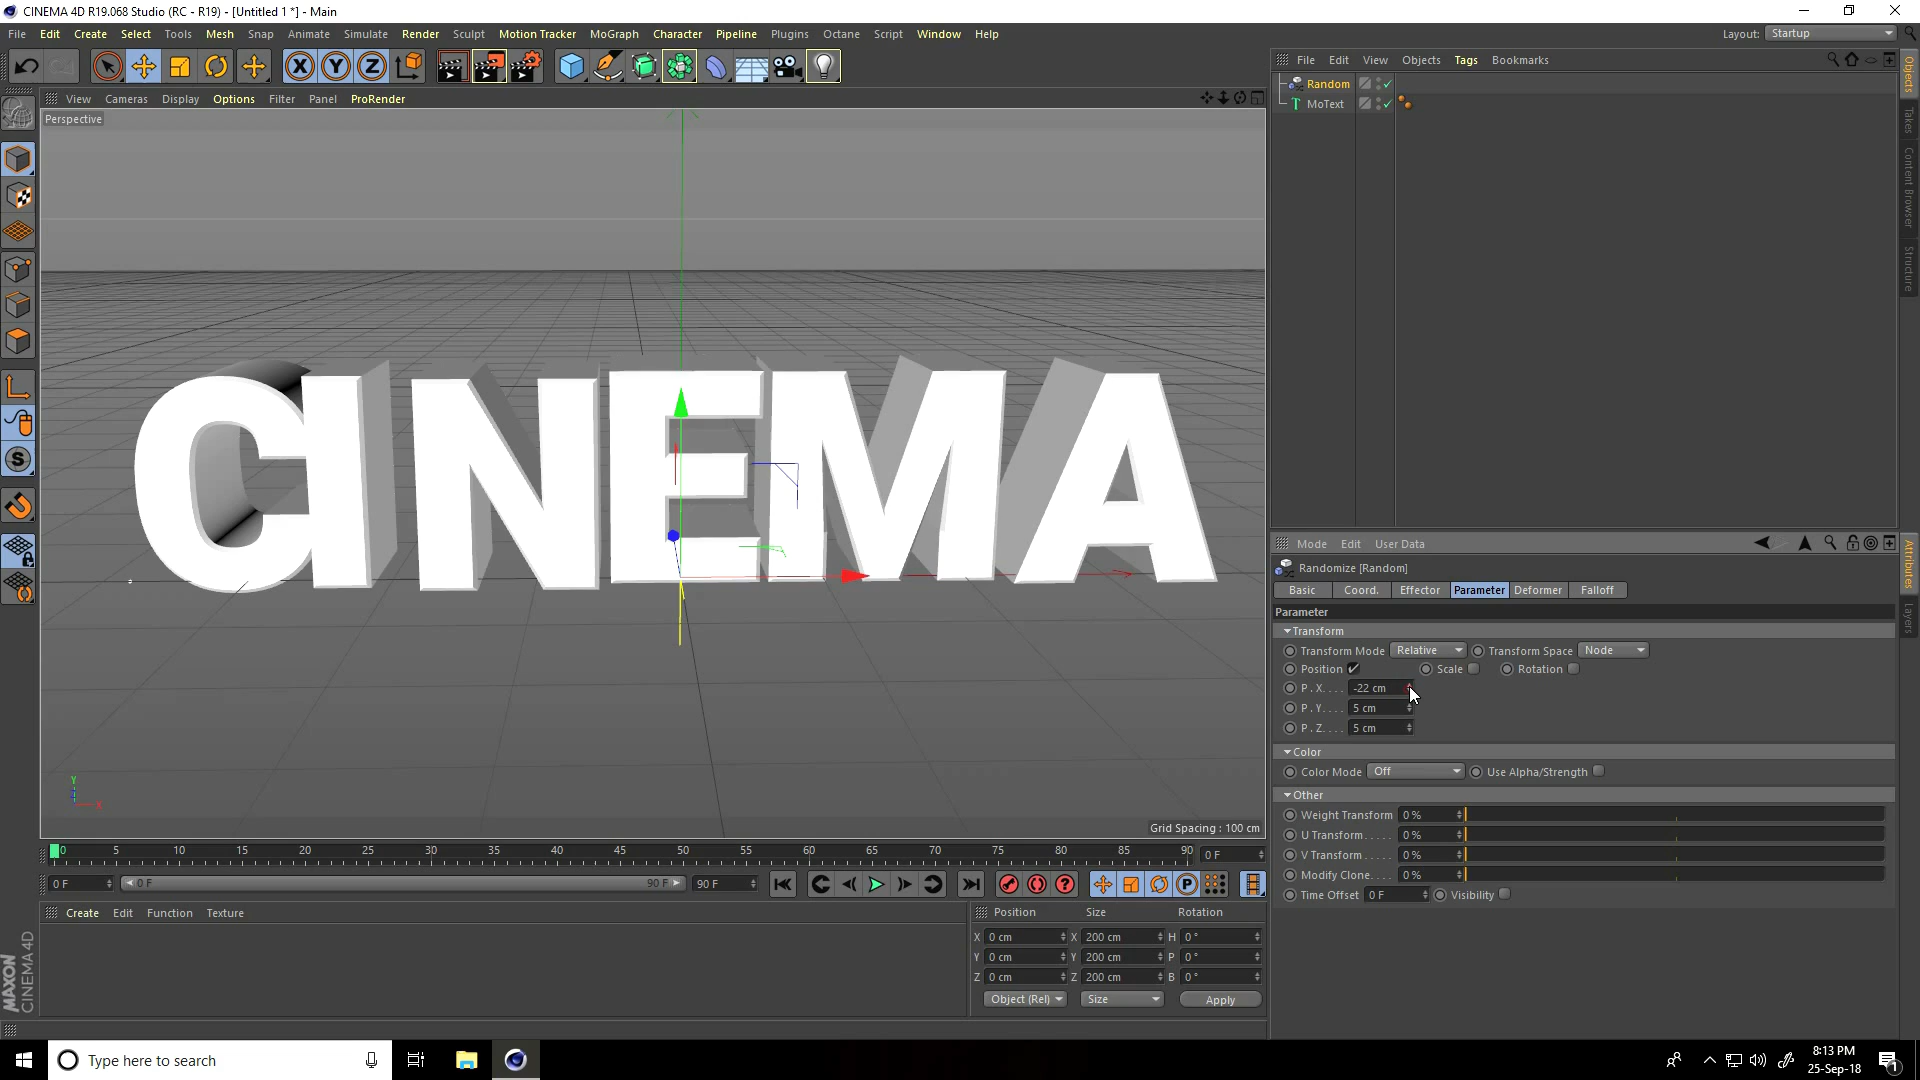 CINEMA 4D R19.068 Studio (RC - R19) - [Untitled 1 *] - Main
File Edit Create Select Tools Mesh Snap Animate Simulate Render Sculpt Motion Tracker MoGraph Character Pipeline Plugins Octane Script Window Help
Layout: Startup
X Y Z
File Edit View Objects Tags Bookmarks
Random
MoText
View Cameras Display Options Filter Panel ProRender
Perspective
CINEMA
Y
X
Grid Spacing : 100 cm
Objects
Takes
Content Browser
Structure
Mode Edit User Data
Randomize [Random]
Basic Coord. Effector Parameter Deformer Falloff
Parameter
Transform
Transform Mode Relative Transform Space Node
Position Scale Rotation
P . X . . . . -22 cm
P . Y . . . . 5 cm
P . Z . . . . 5 cm
Color
Color Mode Off Use Alpha/Strength
Other
Weight Transform 0 %
U Transform . . . . . 0 %
V Transform . . . . . 0 %
Modify Clone. . . . 0 %
Time Offset 0 F Visibility
Attributes
Layers
0 5 10 15 20 25 30 35 40 45 50 55 60 65 70 75 80 85 90 0 F
0 F 0 F 90 F 90 F
Create Edit Function Texture
Position Size Rotation
X 0 cm X 200 cm H 0 °
Y 0 cm Y 200 cm P 0 °
Z 0 cm Z 200 cm B 0 °
Object (Rel) Size Apply
MAXON
CINEMA 4D
Type here to search
8:13 PM
25-Sep-18
1